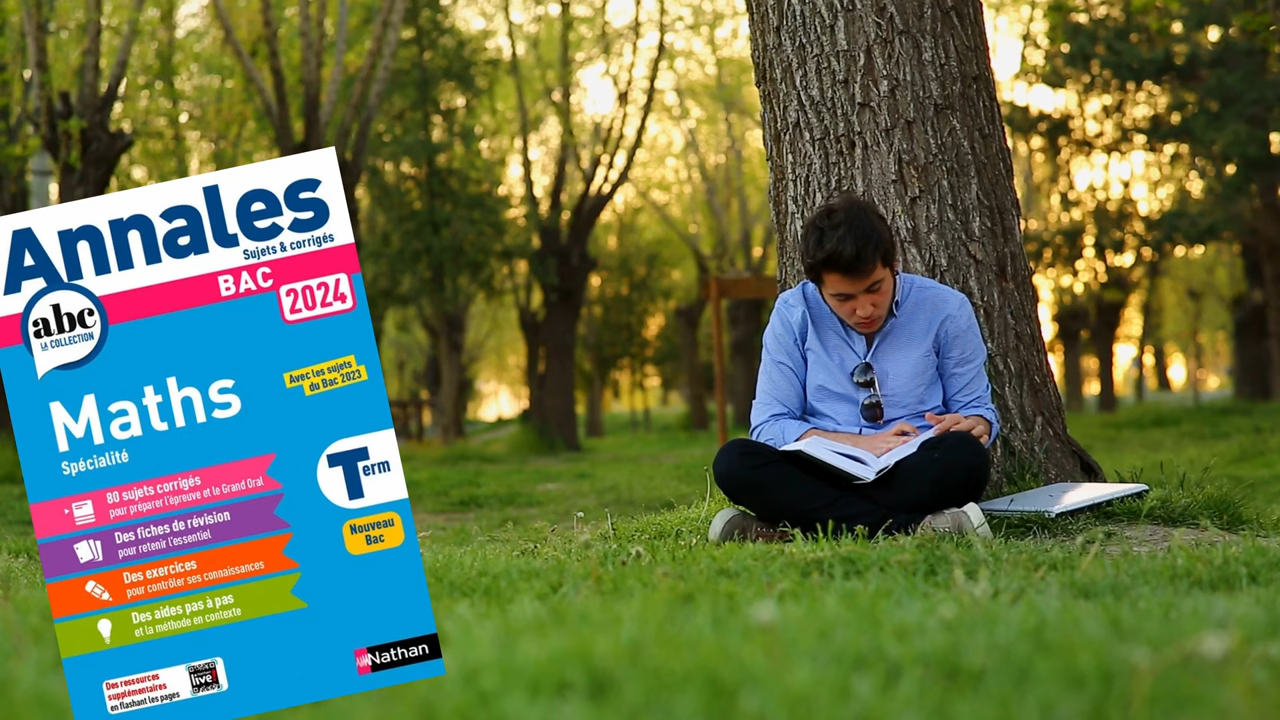 Annales
Sujets & corrigés
BAC
2024
abc
LA COLLECTION
Avec les sujets
du Bac 2023
Maths
Spécialité
Term
Nouveau
Bac
80 sujets corrigés
pour préparer l'épreuve et le Grand Oral
Des fiches de révision
pour retenir l'essentiel
Des exercices
pour contrôler ses connaissances
Des aides pas à pas
et la méthode en contexte
Nathan
Des ressources
supplémentaires
en flashant les pages
live!